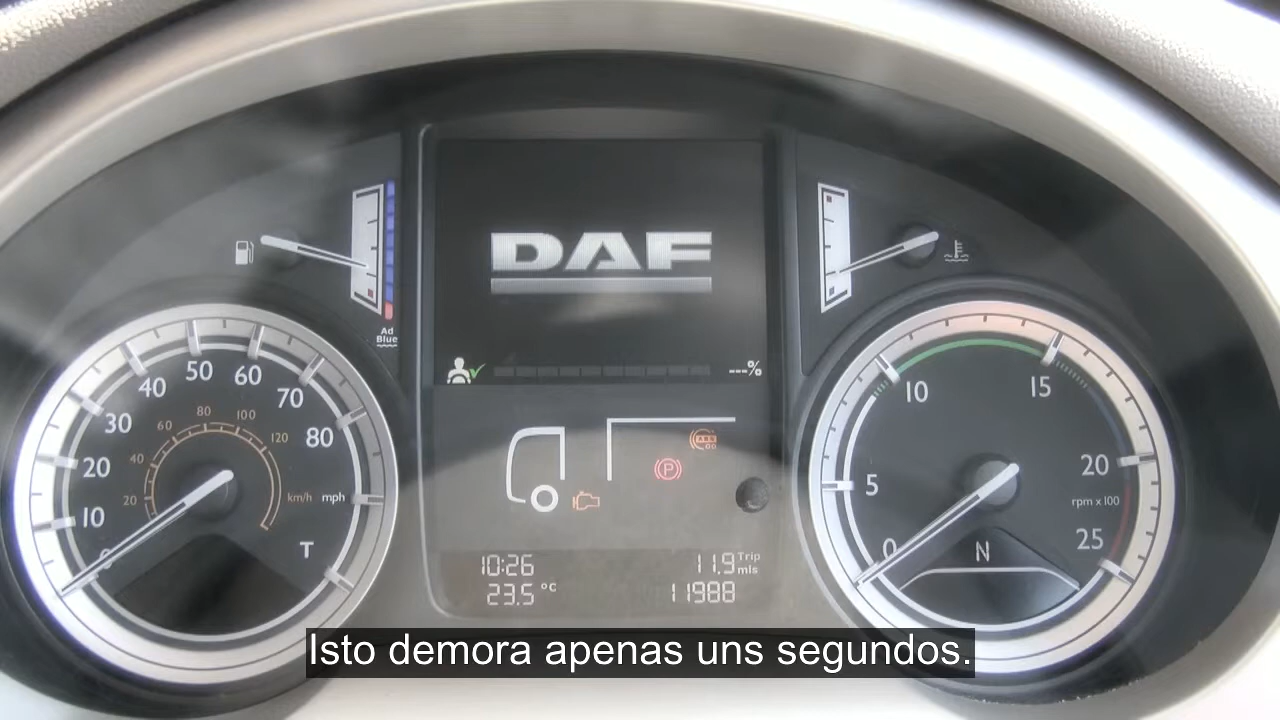 DAF
---%
Ad
Blue
10 20 30 40 50 60 70 80
20 40 60 80 100 120
km/h mph
T
0 5 10 15 20 25
rpm x 100
N
P
10:26
11.9 Trip mls
23.5 °C
11988
Isto demora apenas uns segundos.